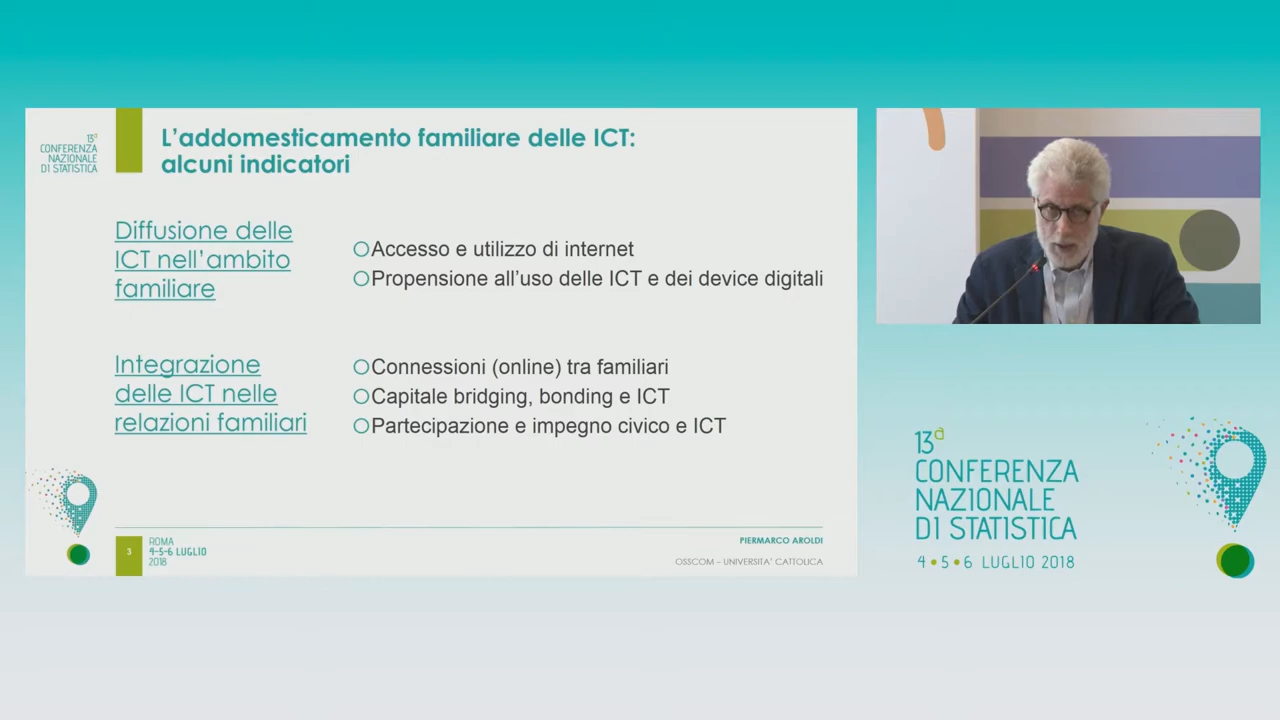 13ª
CONFERENZA
NAZIONALE
DI STATISTICA
L'addomesticamento familiare delle ICT:
alcuni indicatori
Diffusione delle
ICT nell'ambito
familiare
Accesso e utilizzo di internet
Propensione all'uso delle ICT e dei device digitali
Integrazione
delle ICT nelle
relazioni familiari
Connessioni (online) tra familiari
Capitale bridging, bonding e ICT
Partecipazione e impegno civico e ICT
3
ROMA
4-5-6 LUGLIO
2018
PIERMARCO AROLDI
OSSCOM – UNIVERSITA' CATTOLICA
13ª
CONFERENZA
NAZIONALE
DI STATISTICA
4 • 5 • 6 LUGLIO 2018